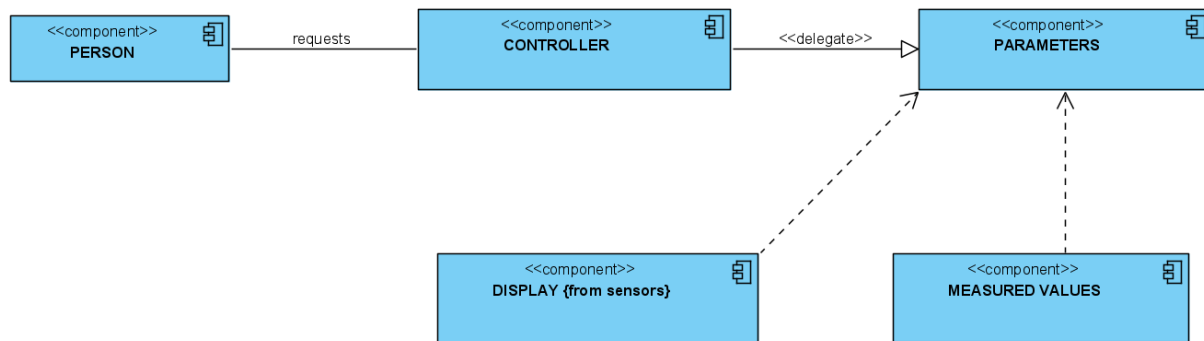 <<component>>
PERSON
requests
<<component>>
CONTROLLER
<<delegate>>
<<component>>
PARAMETERS
<<component>>
DISPLAY {from sensors}
<<component>>
MEASURED VALUES